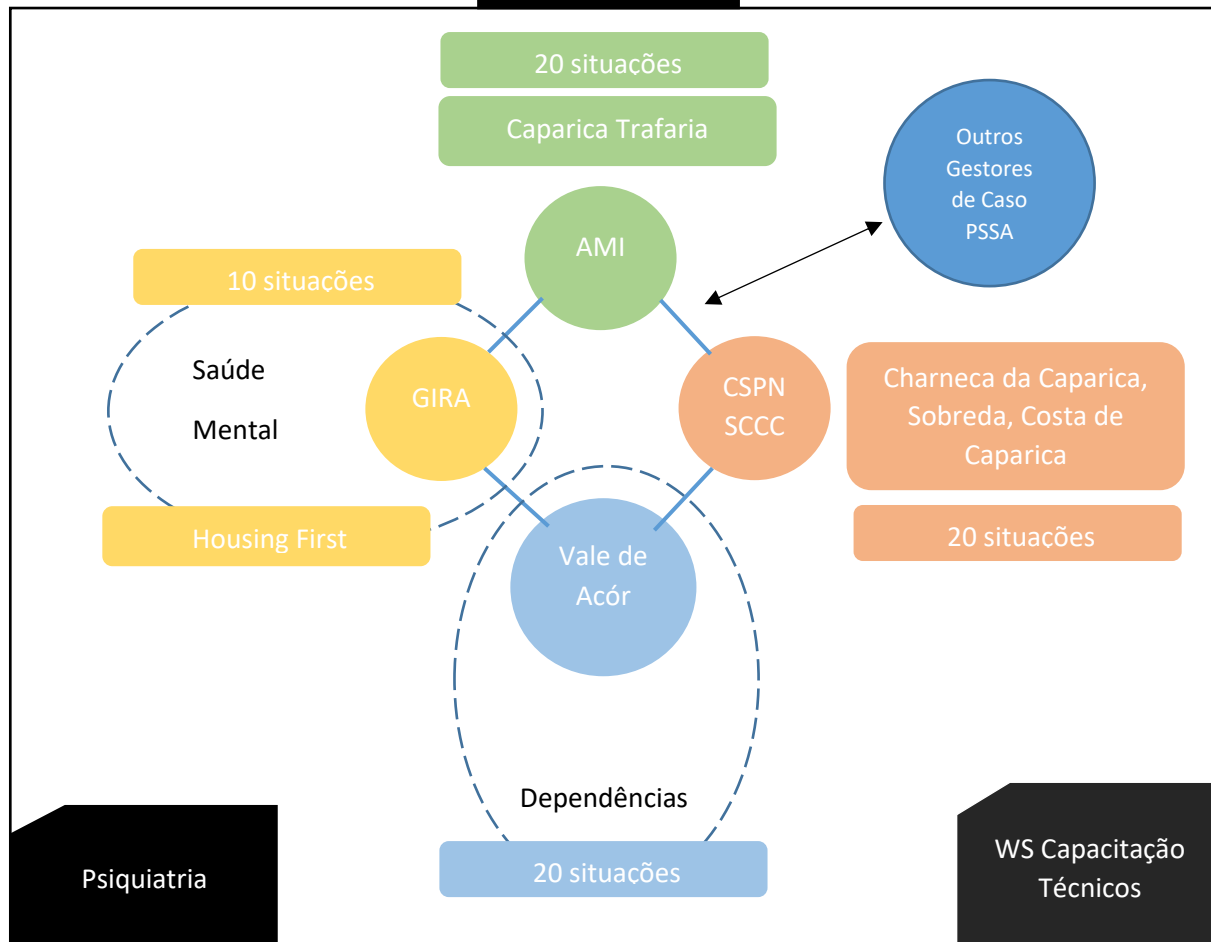 20 situações
Caparica Trafaria
Outros
Gestores
de Caso
PSSA
AMI
10 situações
Saúde
Mental
GIRA
CSPN
SCCC
Charneca da Caparica,
Sobreda, Costa de
Caparica
Housing First
20 situações
Vale de
Acór
Dependências
20 situações
Psiquiatria
WS Capacitação
Técnicos